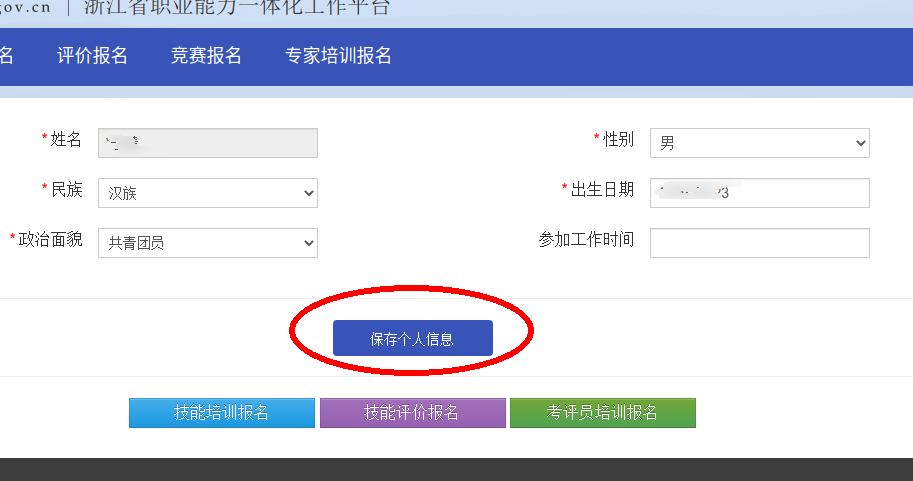 gov.cn | 浙江省职业能力一体化工作平台
名 评价报名 竞赛报名 专家培训报名
*姓名 *性别 男
*民族 汉族 *出生日期 3
*政治面貌 共青团员 参加工作时间
保存个人信息
技能培训报名 技能评价报名 考评员培训报名